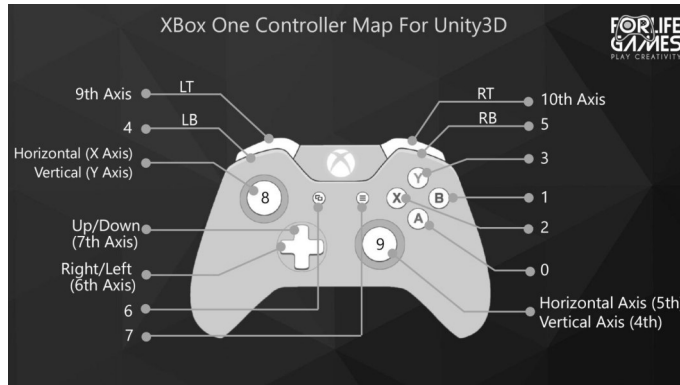 XBox One Controller Map For Unity3D
FORLIFE
GAMES
PLAY CREATIVITY
9th Axis
LT
RT
10th Axis
4
LB
RB
5
Horizontal (X Axis)
Vertical (Y Axis)
3
8
Y
X
B
A
1
2
Up/Down
(7th Axis)
9
0
Right/Left
(6th Axis)
6
7
Horizontal Axis (5th
Vertical Axis (4th)